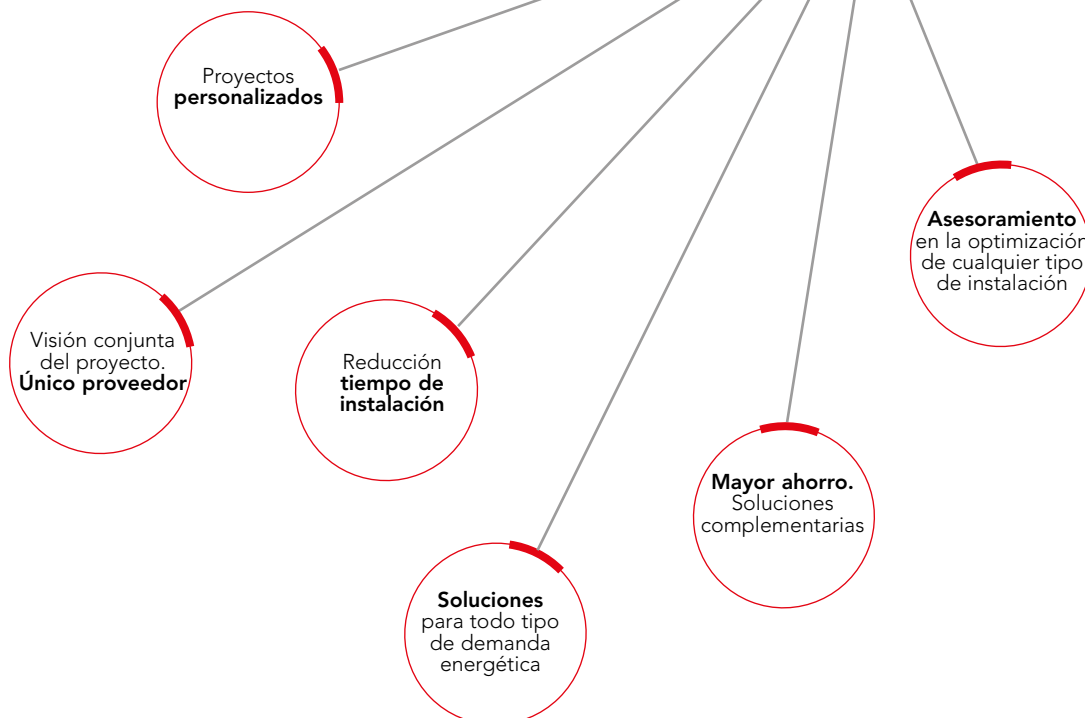 Proyectos
personalizados
Asesoramiento
en la optimización
de cualquier tipo
de instalación
Visión conjunta
del proyecto.
Único proveedor
Reducción
tiempo de
instalación
Mayor ahorro.
Soluciones
complementarias
Soluciones
para todo tipo
de demanda
energética